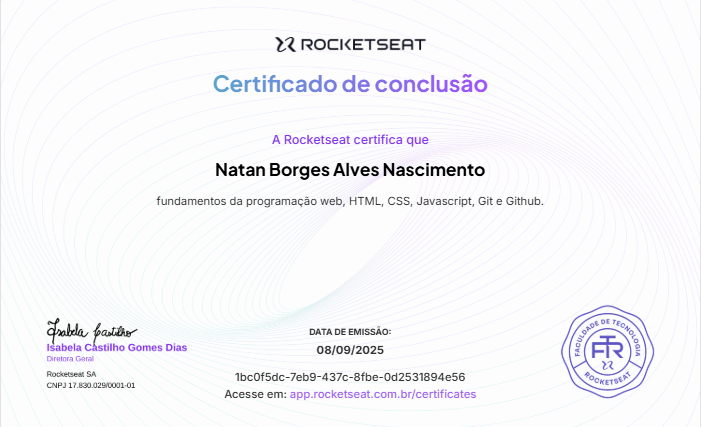 ROCKETSEAT
Certificado de conclusão
A Rocketseat certifica que
Natan Borges Alves Nascimento
fundamentos da programação web, HTML, CSS, Javascript, Git e Github.
Isabela Castilho
Isabela Castilho Gomes Dias
Diretora Geral
Rocketseat SA
CNPJ 17.830.029/0001-01
DATA DE EMISSÃO:
08/09/2025
1bc0f5dc-7eb9-437c-8fbe-0d2531894e56
Acesse em: app.rocketseat.com.br/certificates
FACULDADE DE TECNOLOGIA
FTR
ROCKETSEAT